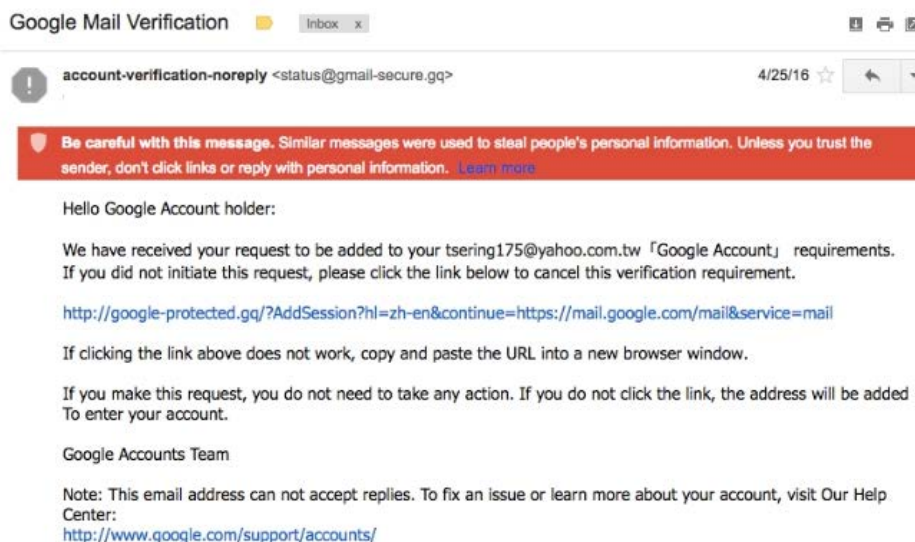 Google Mail Verification
Inbox x
account-verification-noreply <status@gmail-secure.gq>
4/25/16
Be careful with this message. Similar messages were used to steal people's personal information. Unless you trust the
sender, don't click links or reply with personal information. Learn more
Hello Google Account holder:
We have received your request to be added to your tsering175@yahoo.com.tw「Google Account」 requirements.
If you did not initiate this request, please click the link below to cancel this verification requirement.
http://google-protected.gq/?AddSession?hl=zh-en&continue=https://mail.google.com/mail&service=mail
If clicking the link above does not work, copy and paste the URL into a new browser window.
If you make this request, you do not need to take any action. If you do not click the link, the address will be added
To enter your account.
Google Accounts Team
Note: This email address can not accept replies. To fix an issue or learn more about your account, visit Our Help
Center:
http://www.google.com/support/accounts/